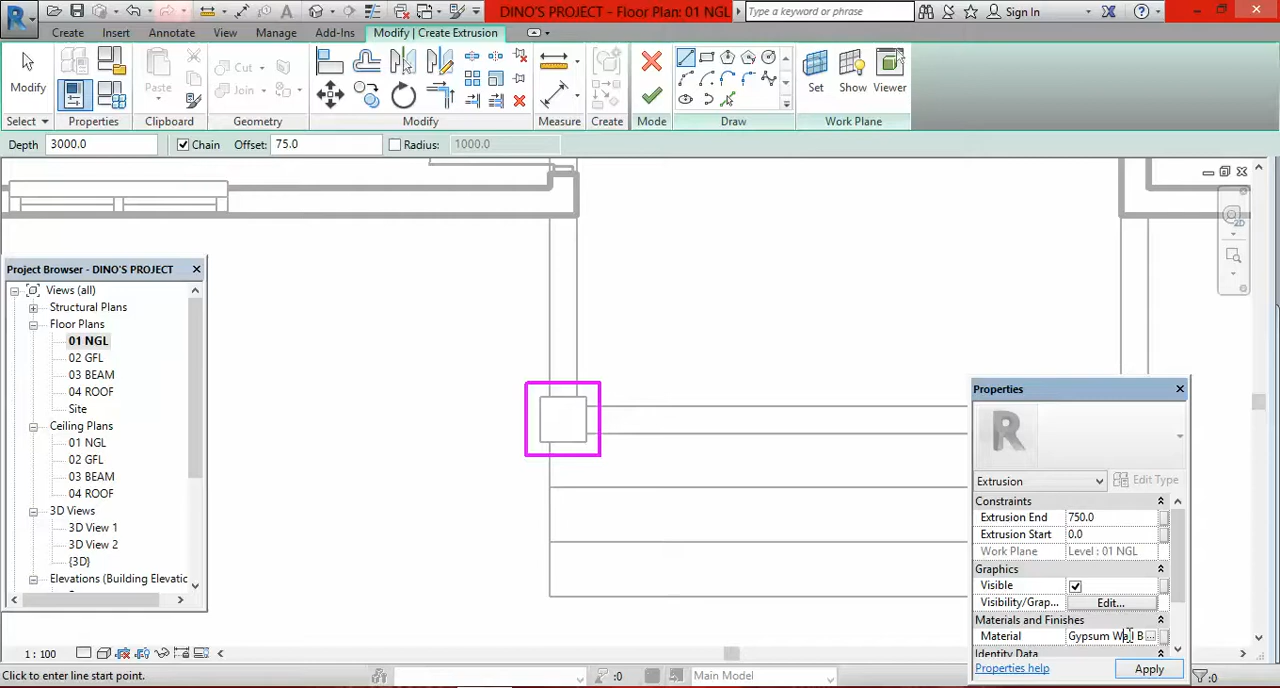 DINO'S PROJECT - Floor Plan: 01 NGL
Type a keyword or phrase
Sign In
Create Insert Annotate View Manage Add-Ins Modify | Create Extrusion
Modify
Paste
Cut
Join
Create
Set Show Viewer
Select Properties Clipboard Geometry Modify Measure Create Mode Draw Work Plane
Depth 3000.0 Chain Offset: 75.0 Radius: 1000.0
2D
Project Browser - DINO'S PROJECT
Views (all)
Structural Plans
Floor Plans
01 NGL
02 GFL
03 BEAM
04 ROOF
Site
Ceiling Plans
01 NGL
02 GFL
03 BEAM
04 ROOF
3D Views
3D View 1
3D View 2
{3D}
Elevations (Building Elevatic
Properties
R
Extrusion Edit Type
Constraints
Extrusion End 750.0
Extrusion Start 0.0
Work Plane Level : 01 NGL
Graphics
Visible
Visibility/Grap... Edit...
Materials and Finishes
Material Gypsum Wall B
Identity Data
Properties help Apply
1 : 100
Click to enter line start point. :0 Main Model :0